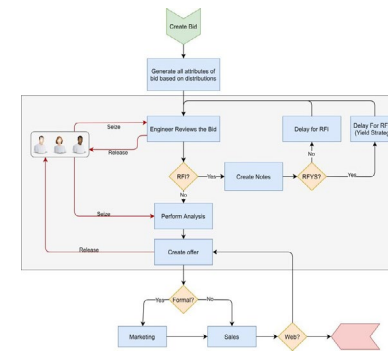 Create Bid
Generate all attributes of
bid based on distributions
Seize
Engineer Reviews the Bid
Delay for RFI
Delay For RF
(Yield Strateg
Release
RFI?
Yes
Create Notes
RFYS?
No
Yes
No
Seize
Perform Analysis
Release
Create offer
Yes
Formal?
No
Marketing
Sales
Web?